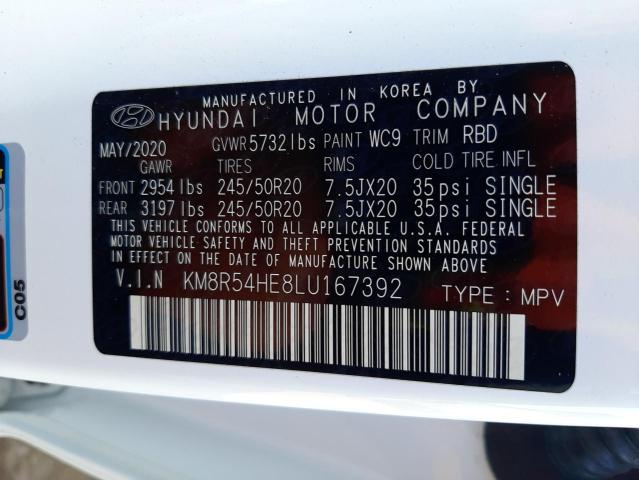 MANUFACTURED IN KOREA BY
HYUNDAI MOTOR COMPANY
MAY/2020 GVWR 5732 lbs PAINT WC9 TRIM RBD
GAWR TIRES RIMS COLD TIRE INFL
FRONT 2954 lbs 245/50R20 7.5JX20 35psi SINGLE
REAR 3197 lbs 245/50R20 7.5JX20 35psi SINGLE
THIS VEHICLE CONFORMS TO ALL APPLICABLE U.S.A. FEDERAL
MOTOR VEHICLE SAFETY AND THEFT PREVENTION STANDARDS
IN EFFECT ON THE DATE OF MANUFACTURE SHOWN ABOVE
V.I.N KM8R54HE8LU167392 TYPE : MPV
C05